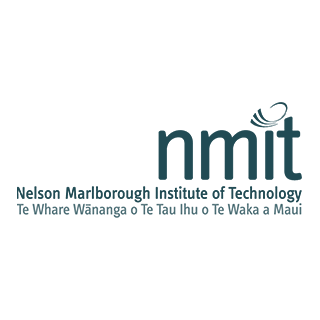 nmit
Nelson Marlborough Institute of Technology
Te Whare Wānanga o Te Tau Ihu o Te Waka a Maui